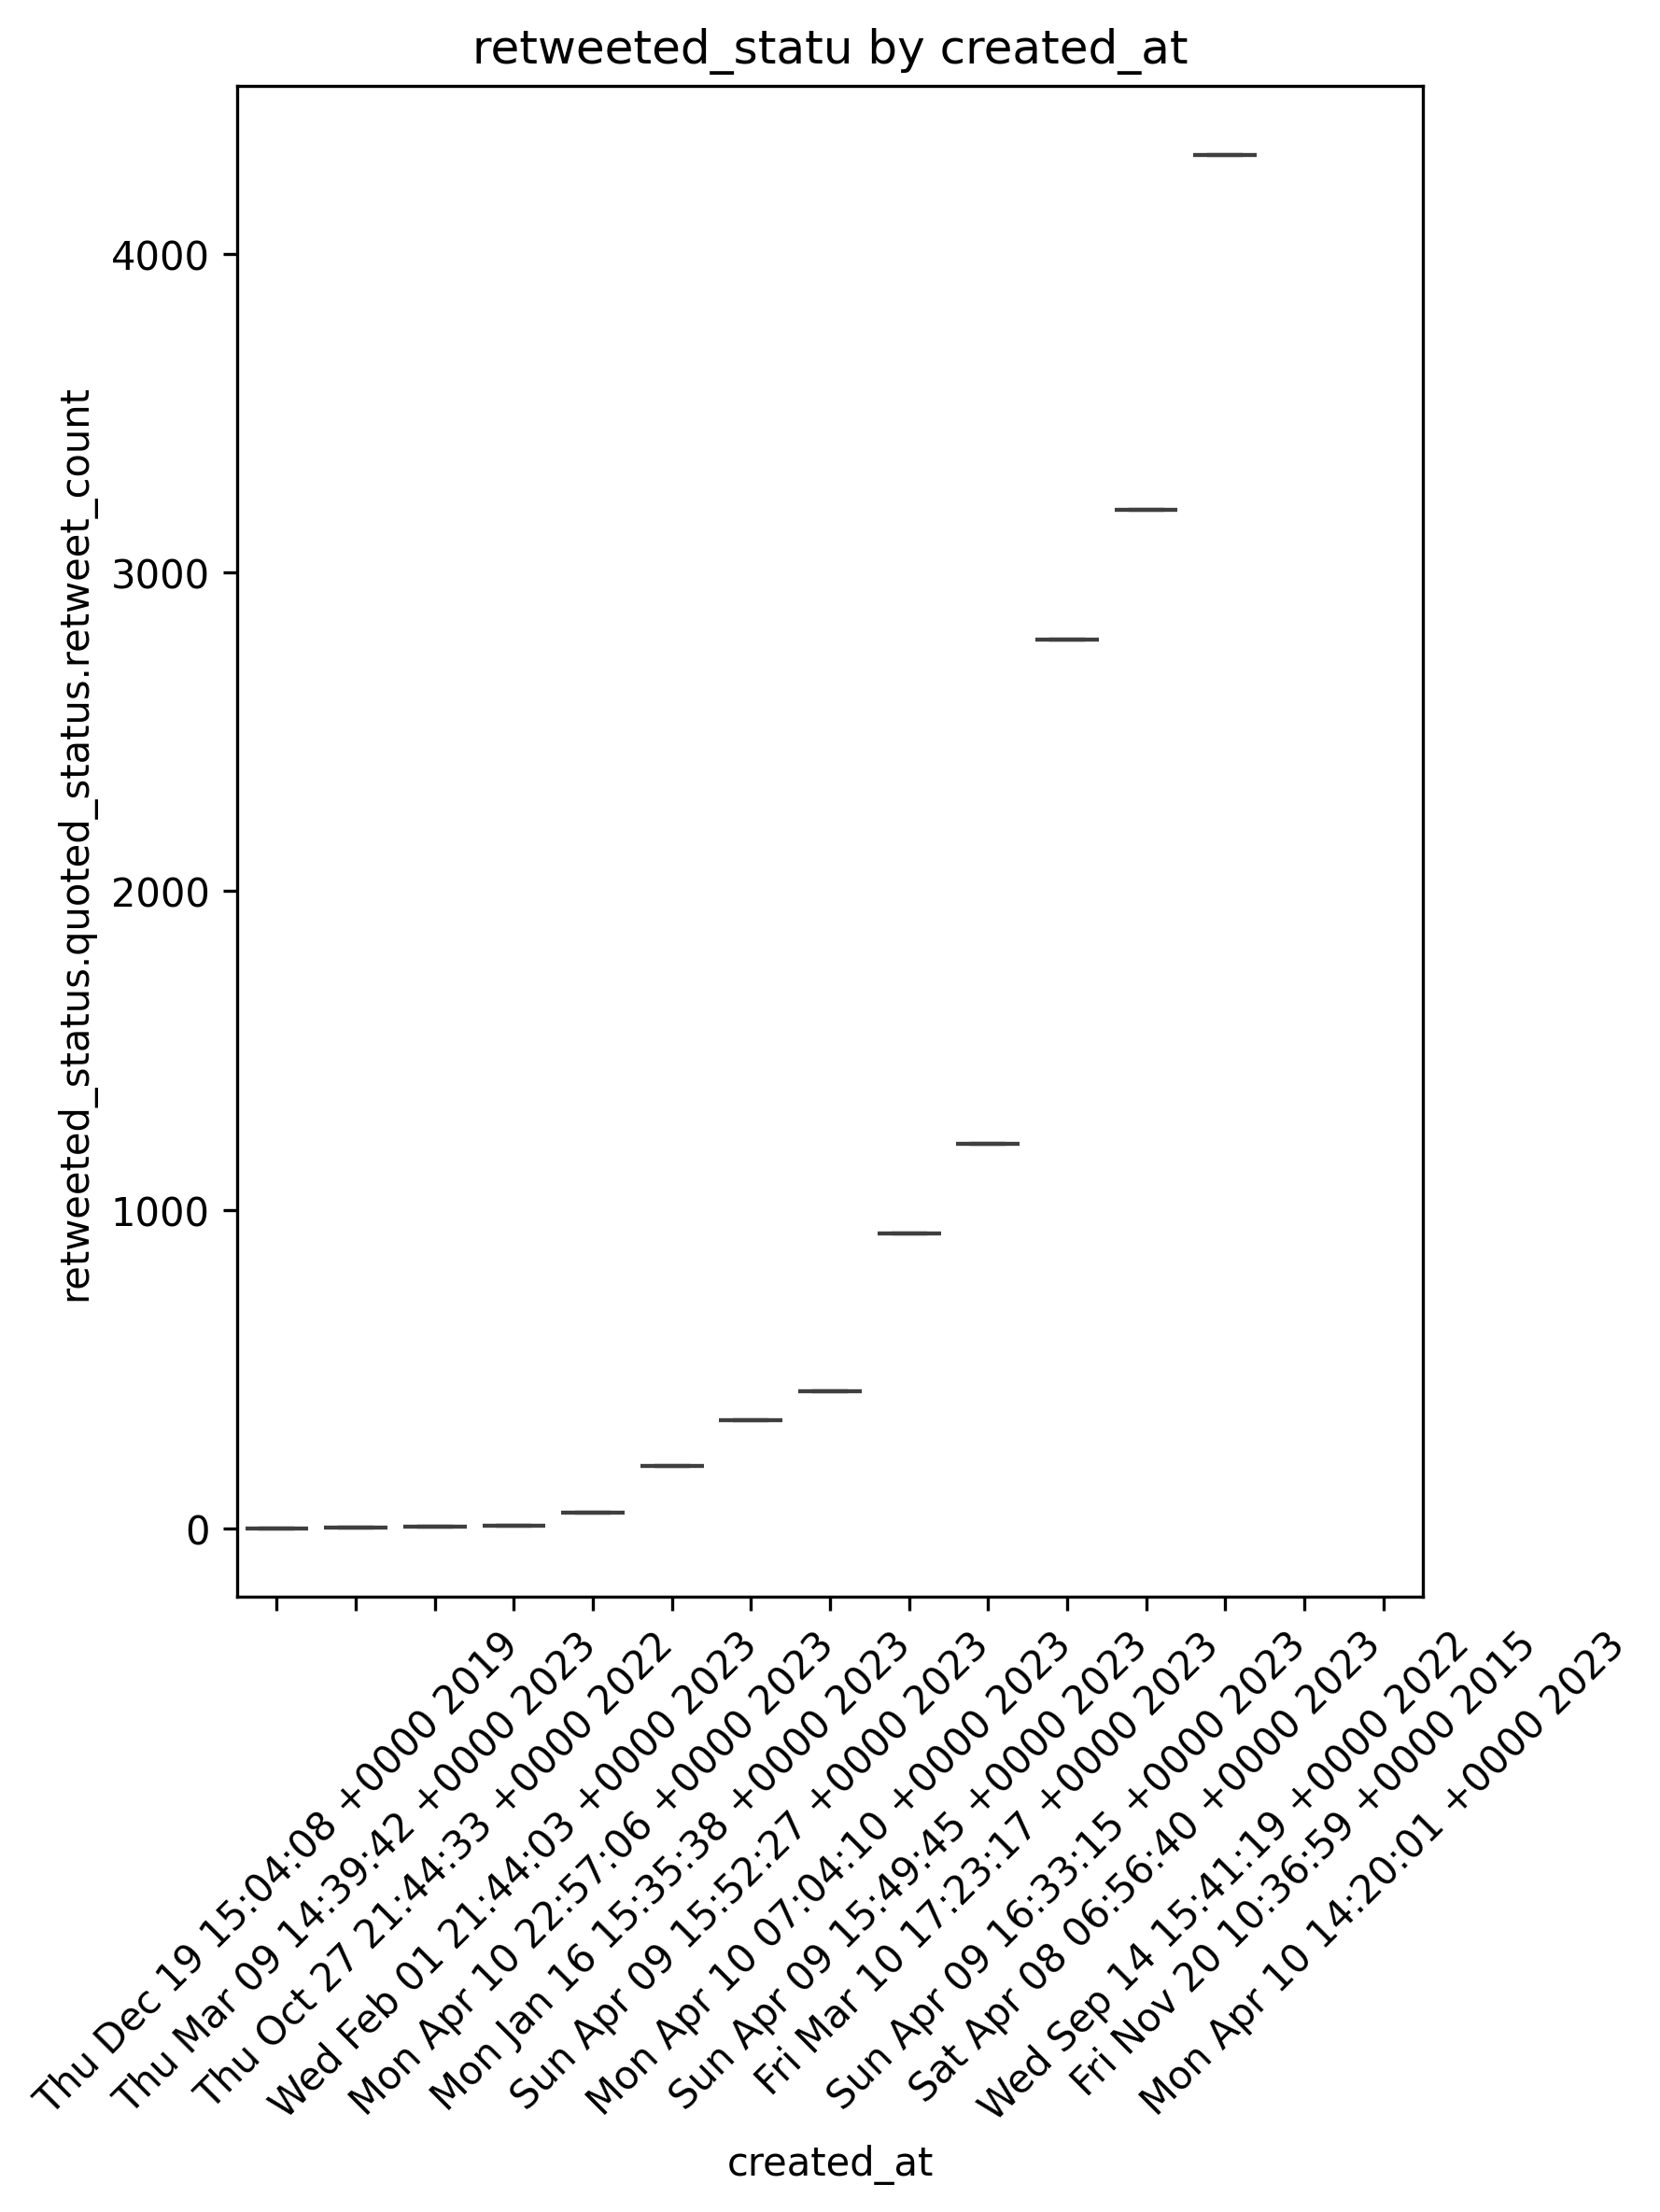 retweeted_statu by created_at
retweeted_status.quoted_status.retweet_count
4000
3000
2000
1000
0
Thu Dec 19 15:04:08 +0000 2019
Thu Mar 09 14:39:42 +0000 2023
Thu Oct 27 21:44:33 +0000 2022
Wed Feb 01 21:44:03 +0000 2023
Mon Apr 10 22:57:06 +0000 2023
Mon Jan 16 15:35:38 +0000 2023
Sun Apr 09 15:52:27 +0000 2023
Mon Apr 10 07:04:10 +0000 2023
Sun Apr 09 15:49:45 +0000 2023
Fri Mar 10 17:23:17 +0000 2023
Sun Apr 09 16:33:15 +0000 2023
Sat Apr 08 06:56:40 +0000 2023
Wed Sep 14 15:41:19 +0000 2022
Fri Nov 20 10:36:59 +0000 2015
Mon Apr 10 14:20:01 +0000 2023
created_at